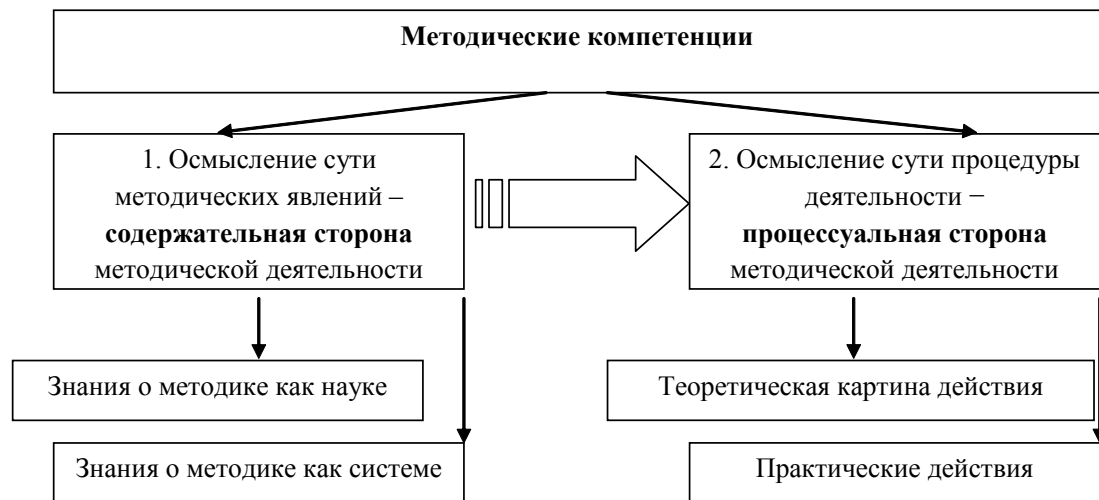 Методические компетенции
1. Осмысление сути
методических явлений –
содержательная сторона
методической деятельности
2. Осмысление сути процедуры
деятельности −
процессуальная сторона
методической деятельности
Знания о методике как науке
Теоретическая картина действия
Знания о методике как системе
Практические действия